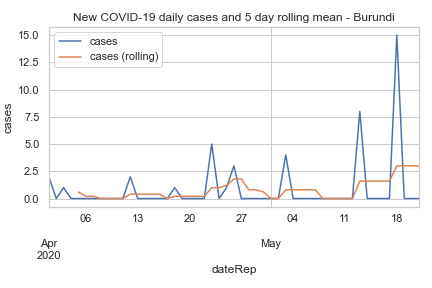 New COVID-19 daily cases and 5 day rolling mean - Burundi
cases
cases (rolling)
cases
15.0
12.5
10.0
7.5
5.0
2.5
0.0
06 13 20 27 04 11 18
Apr May
2020
dateRep